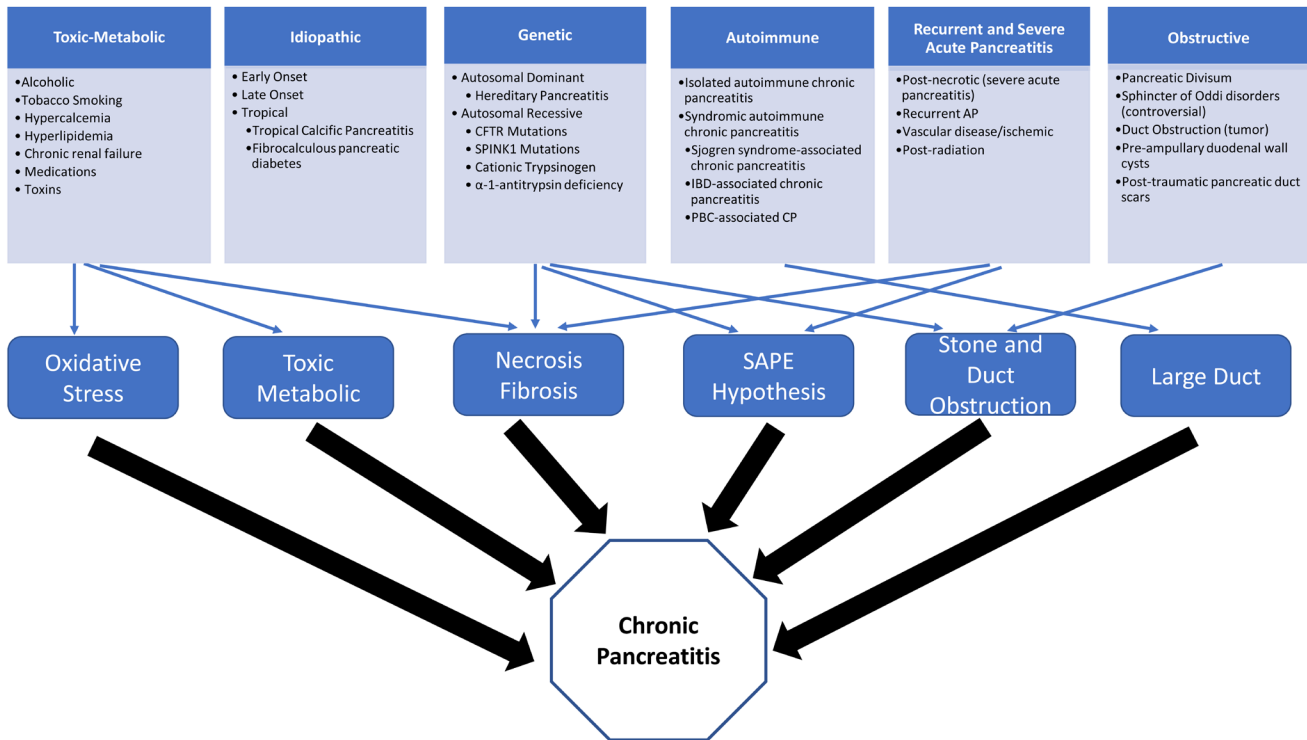 Toxic-Metabolic
•Alcoholic
•Tobacco Smoking
•Hypercalcemia
•Hyperlipidemia
•Chronic renal failure
•Medications
•Toxins
Idiopathic
•Early Onset
•Late Onset
•Tropical
•Tropical Calcific Pancreatitis
•Fibrocalculous pancreatic
diabetes
Genetic
•Autosomal Dominant
•Hereditary Pancreatitis
•Autosomal Recessive
•CFTR Mutations
•SPINK1 Mutations
•Cationic Trypsinogen
•α-1-antitrypsin deficiency
Autoimmune
•Isolated autoimmune chronic
pancreatitis
•Syndromic autoimmune
chronic pancreatitis
•Sjogren syndrome-associated
chronic pancreatitis
•IBD-associated chronic
pancreatitis
•PBC-associated CP
Recurrent and Severe
Acute Pancreatitis
•Post-necrotic (severe acute
pancreatitis)
•Recurrent AP
•Vascular disease/ischemic
•Post-radiation
Obstructive
•Pancreatic Divisum
•Sphincter of Oddi disorders
(controversial)
•Duct Obstruction (tumor)
•Pre-ampullary duodenal wall
cysts
•Post-traumatic pancreatic duct
scars
Oxidative
Stress
Toxic
Metabolic
Necrosis
Fibrosis
SAPE
Hypothesis
Stone and
Duct
Obstruction
Large Duct
Chronic
Pancreatitis